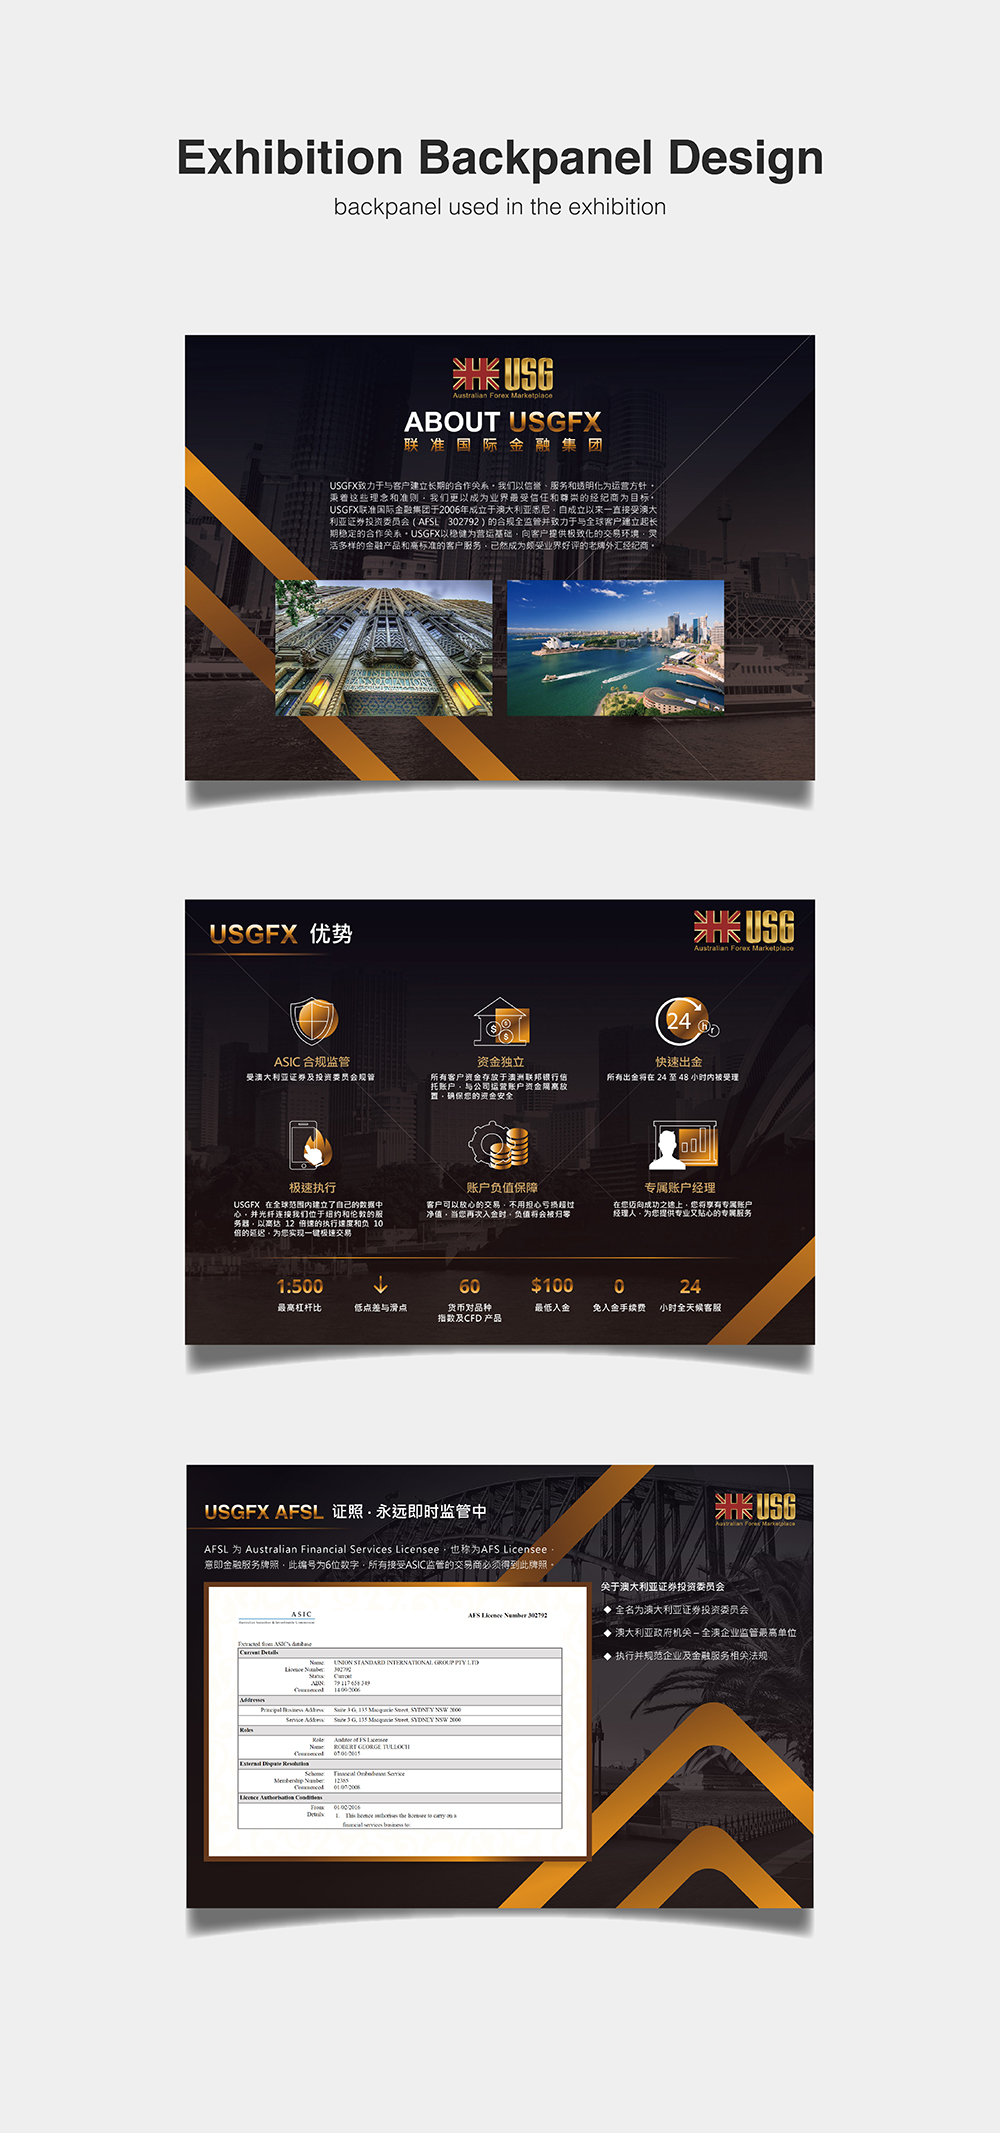 Exhibition Backpanel Design
backpanel used in the exhibition
USG
Australian Forex Marketplace
ABOUT USGFX
联准国际金融集团
USGFX致力于与客户建立长期的合作关系。我们以信誉、服务和透明化为运营方针。
秉着这些理念和准则，我们更以成为业界最受信任和尊崇的经纪商为目标。
USGFX联准国际金融集团于2006年成立于澳大利亚悉尼，自成立以来一直接受澳大
利亚证券投资委员会（AFSL 302792）的合规全监管并致力于与全球客户建立起长
期稳定的合作关系。USGFX以稳健为营运基础，向客户提供极致化的交易环境，灵
活多样的金融产品和高标准的客户服务，已然成为颇受业界好评的老牌外汇经纪商。
USGFX 优势
USG
Australian Forex Marketplace
24 hr
ASIC 合规监管
受澳大利亚证券及投资委员会规管
资金独立
所有客户资金存放于澳洲联邦银行信
托账户，与公司运营账户资金隔离放
置，确保您的资金安全
快速出金
所有出金将在 24 至 48 小时内被受理
极速执行
USGFX 在全球范围内建立了自己的数据中
心，并光纤连接我们位于纽约和伦敦的服
务器，以高达 12 倍速的执行速度和负 10
倍的延迟，为您实现一键极速交易
账户负值保障
客户可以放心的交易，不用担心亏损超过
净值，当您再次入金时，负值将会被归零
专属账户经理
在您迈向成功之途上，您将享有专属账户
经理人，为您提供专业又贴心的专属服务
1:500
最高杠杆比
↓
低点差与滑点
60
货币对品种
指数及CFD 产品
$100
最低入金
0
免入金手续费
24
小时全天候客服
USGFX AFSL 证照 · 永远即时监管中
USG
Australian Forex Marketplace
AFSL 为 Australian Financial Services Licensee，也称为AFS Licensee，
意即金融服务牌照，此编号为6位数字，所有接受ASIC监管的交易商必须得到此牌照。
ASIC
Australian Securities & Investments Commission
AFS Licence Number 302792
Extracted from ASIC's database
Current Details
Name: UNION STANDARD INTERNATIONAL GROUP PTY LTD
Licence Number: 302792
Status: Current
ABN: 79 117 658 349
Commenced: 14/09/2006
Addresses
Principal Business Address: Suite 3 G, 135 Macquarie Street, SYDNEY NSW 2000
Service Address: Suite 3 G, 135 Macquarie Street, SYDNEY NSW 2000
Roles
Role: Auditor of FS Licensee
Name: ROBERT GEORGE TULLOCH
Commenced: 07/01/2015
External Dispute Resolution
Scheme: Financial Ombudsman Service
Membership Number: 12385
Commenced: 01/07/2008
Licence Authorisation Conditions
From: 01/02/2016
Details: 1. This licence authorises the licensee to carry on a
financial services business to:
关于澳大利亚证券投资委员会
◆ 全名为澳大利亚证券投资委员会
◆ 澳大利亚政府机关 – 全澳企业监管最高单位
◆ 执行并规范企业及金融服务相关法规